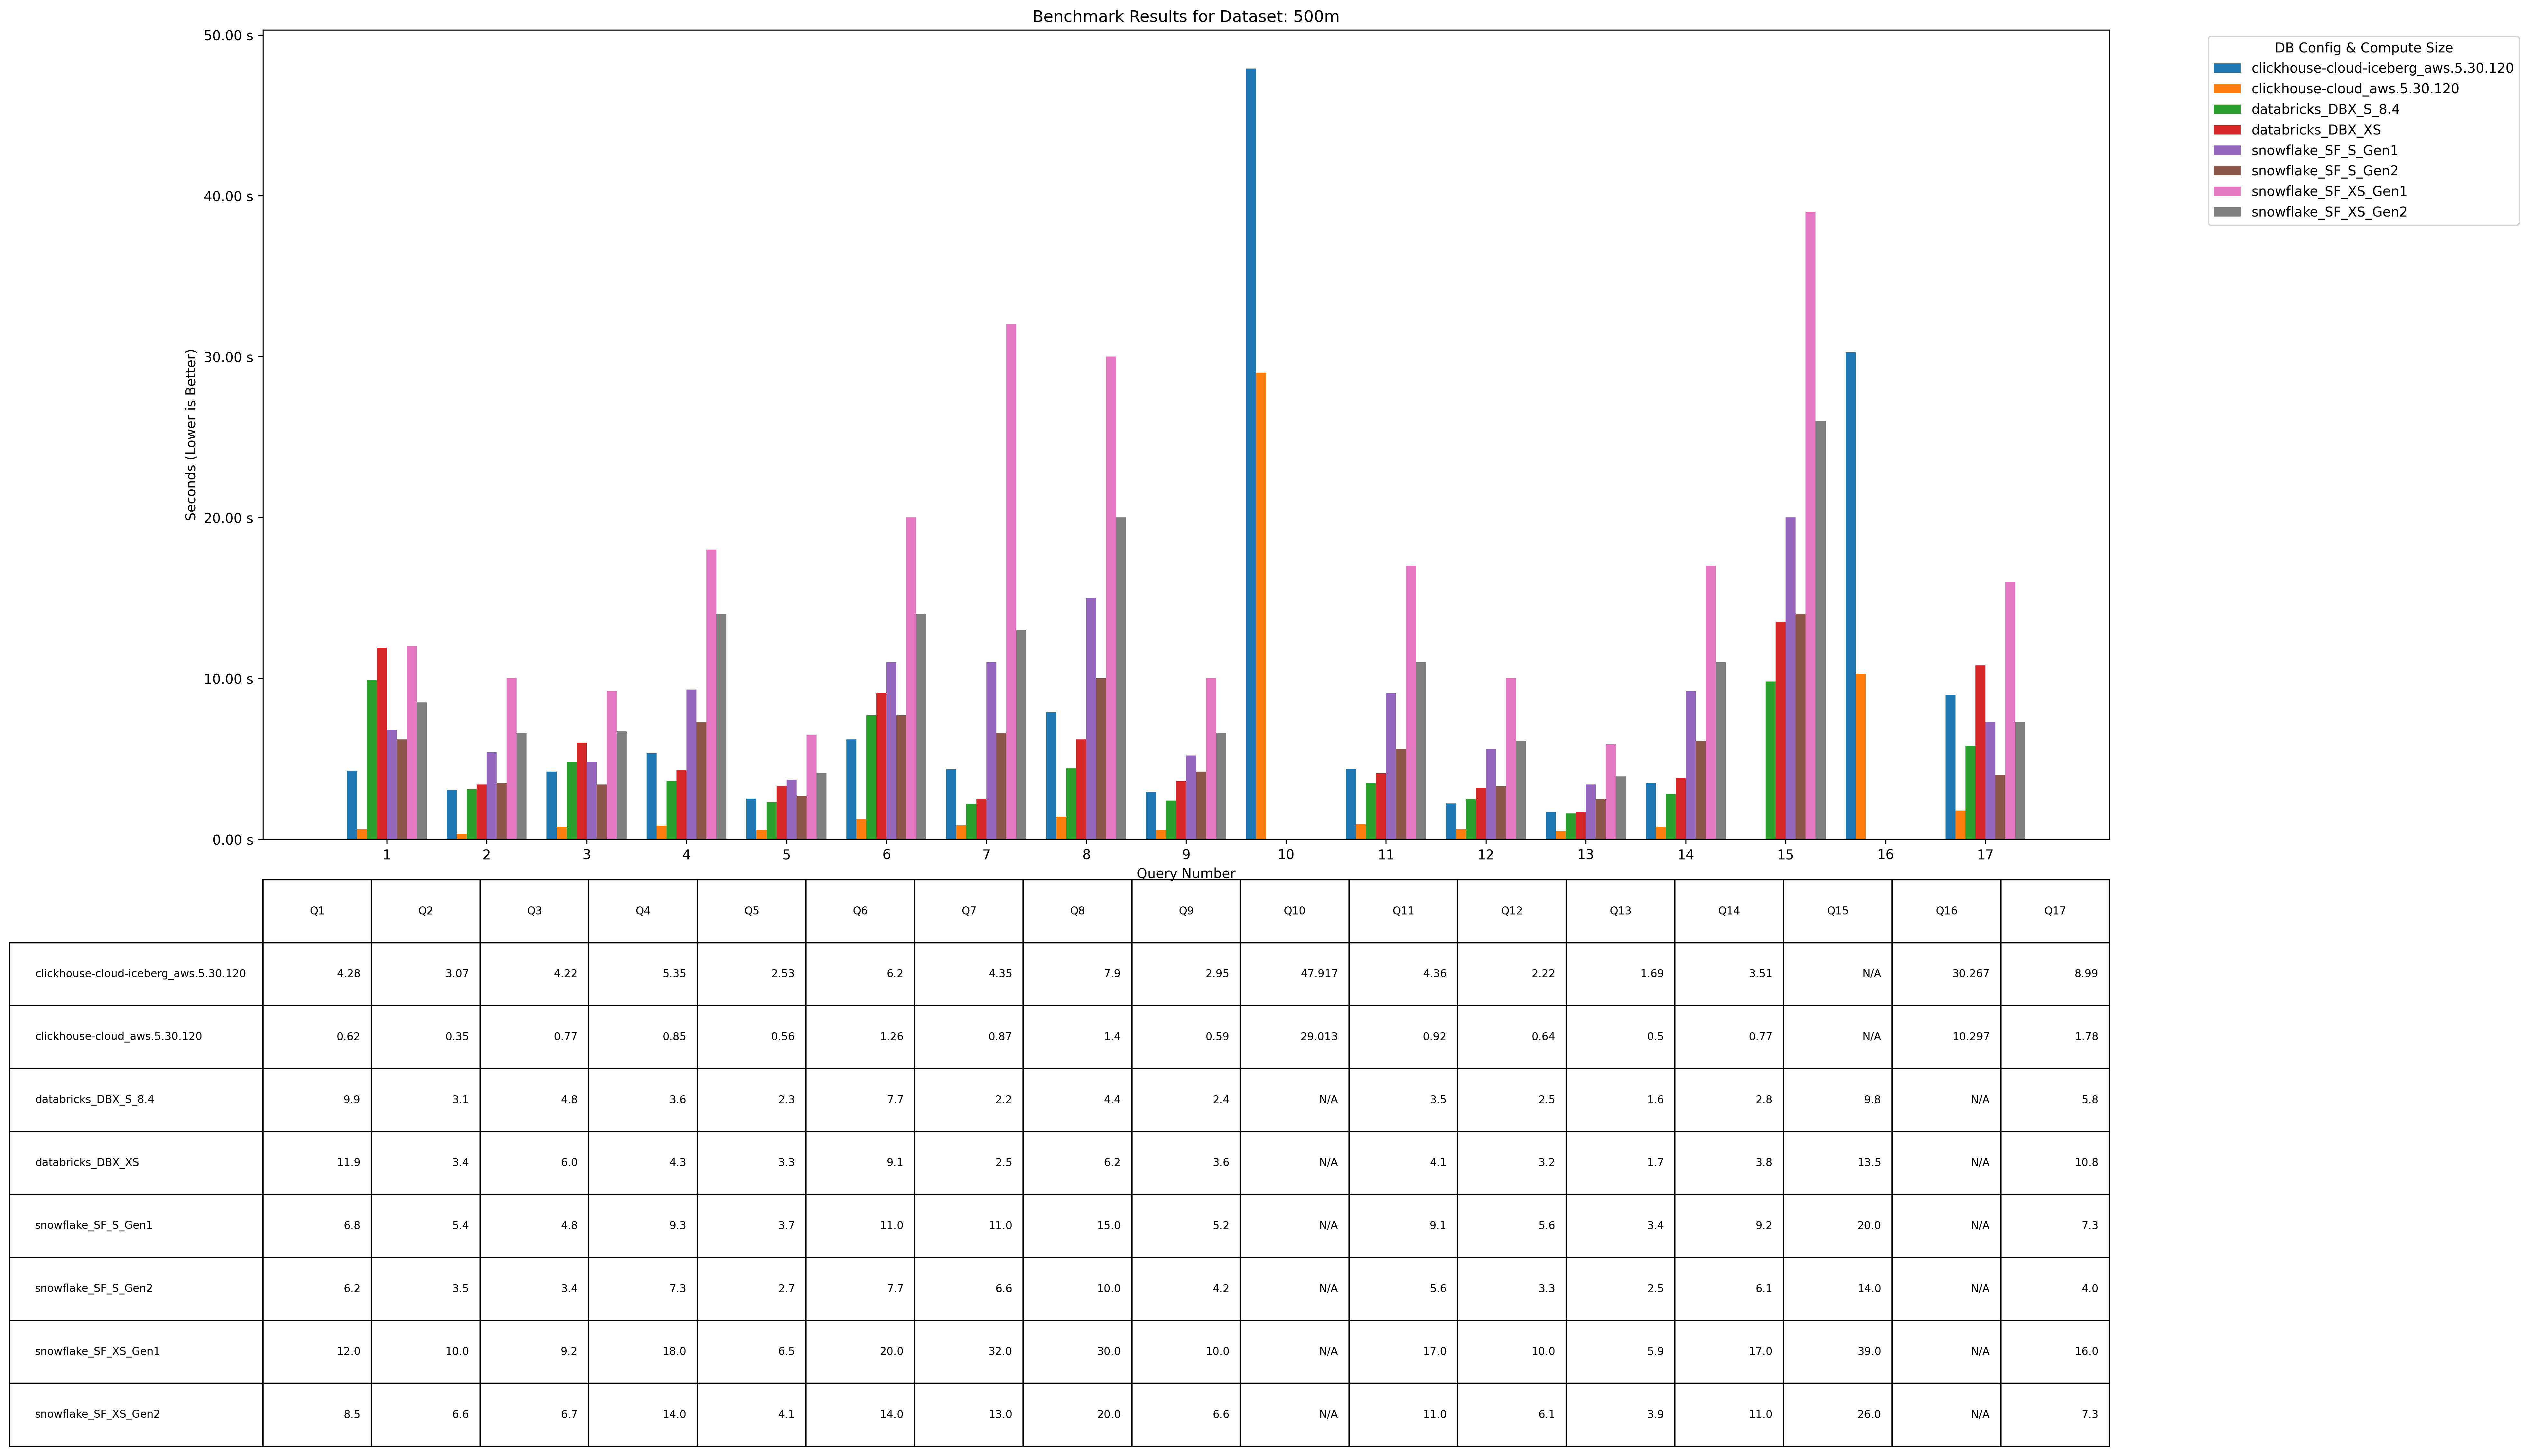 Benchmark Results for Dataset: 500m
50.00 s
40.00 s
30.00 s
20.00 s
10.00 s
0.00 s
Seconds (Lower is Better)
DB Config & Compute Size
clickhouse-cloud-iceberg_aws.5.30.120
clickhouse-cloud_aws.5.30.120
databricks_DBX_S_8.4
databricks_DBX_XS
snowflake_SF_S_Gen1
snowflake_SF_S_Gen2
snowflake_SF_XS_Gen1
snowflake_SF_XS_Gen2
1 2 3 4 5 6 7 8 9 10 11 12 13 14 15 16 17
Query Number
Q1 Q2 Q3 Q4 Q5 Q6 Q7 Q8 Q9 Q10 Q11 Q12 Q13 Q14 Q15 Q16 Q17
clickhouse-cloud-iceberg_aws.5.30.120 4.28 3.07 4.22 5.35 2.53 6.2 4.35 7.9 2.95 47.917 4.36 2.22 1.69 3.51 N/A 30.267 8.99
clickhouse-cloud_aws.5.30.120 0.62 0.35 0.77 0.85 0.56 1.26 0.87 1.4 0.59 29.013 0.92 0.64 0.5 0.77 N/A 10.297 1.78
databricks_DBX_S_8.4 9.9 3.1 4.8 3.6 2.3 7.7 2.2 4.4 2.4 N/A 3.5 2.5 1.6 2.8 9.8 N/A 5.8
databricks_DBX_XS 11.9 3.4 6.0 4.3 3.3 9.1 2.5 6.2 3.6 N/A 4.1 3.2 1.7 3.8 13.5 N/A 10.8
snowflake_SF_S_Gen1 6.8 5.4 4.8 9.3 3.7 11.0 11.0 15.0 5.2 N/A 9.1 5.6 3.4 9.2 20.0 N/A 7.3
snowflake_SF_S_Gen2 6.2 3.5 3.4 7.3 2.7 7.7 6.6 10.0 4.2 N/A 5.6 3.3 2.5 6.1 14.0 N/A 4.0
snowflake_SF_XS_Gen1 12.0 10.0 9.2 18.0 6.5 20.0 32.0 30.0 10.0 N/A 17.0 10.0 5.9 17.0 39.0 N/A 16.0
snowflake_SF_XS_Gen2 8.5 6.6 6.7 14.0 4.1 14.0 13.0 20.0 6.6 N/A 11.0 6.1 3.9 11.0 26.0 N/A 7.3